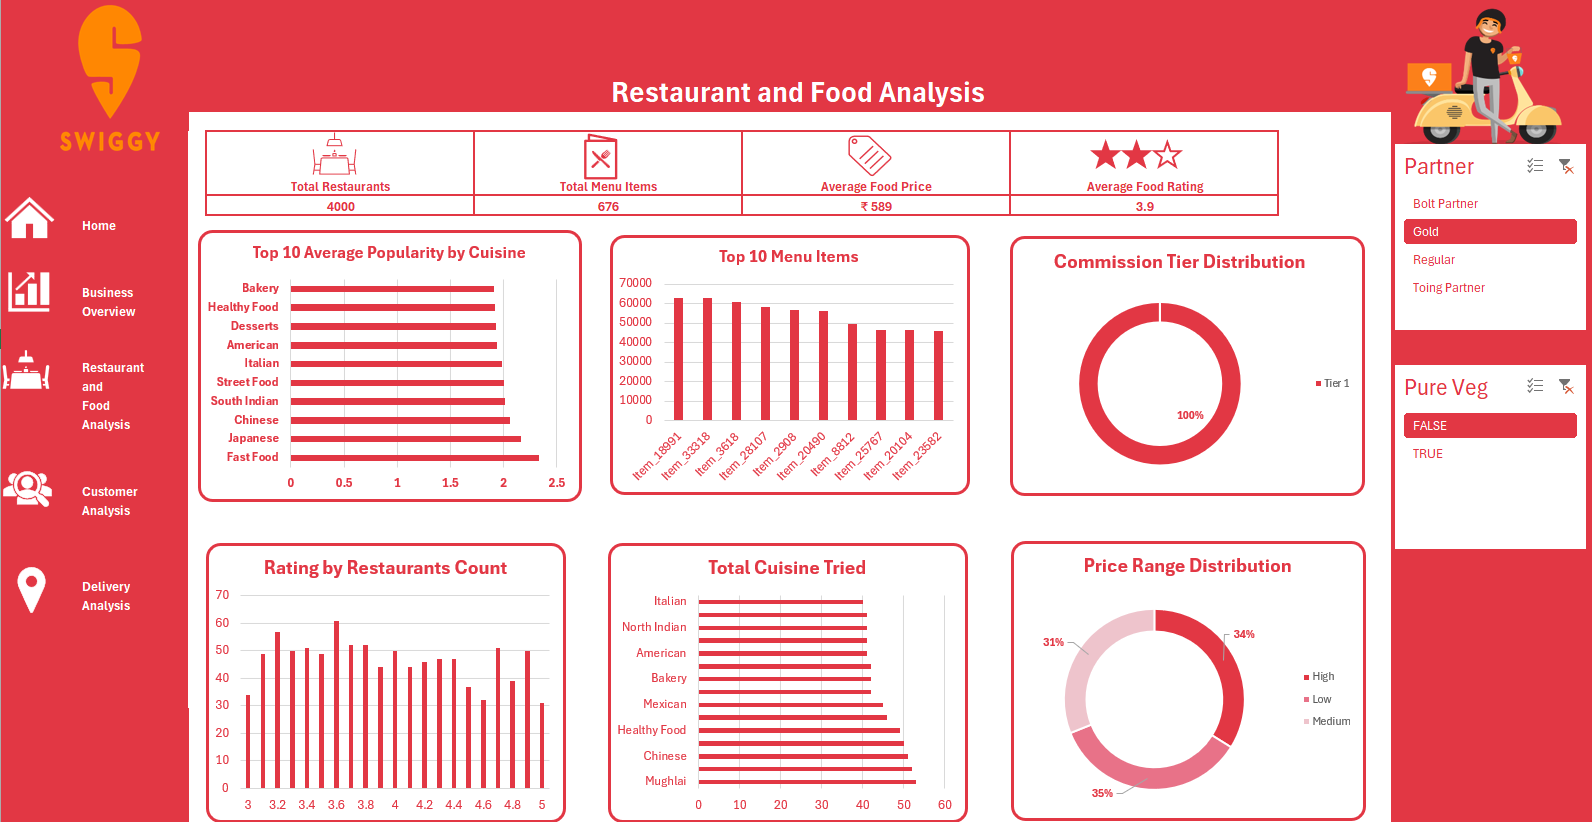 SWIGGY
Restaurant and Food Analysis
Home
Business
Overview
Restaurant
and
Food
Analysis
Customer
Analysis
Delivery
Analysis
Total Restaurants
Total Menu Items
Average Food Price
Average Food Rating
4000
676
₹ 589
3.9
Top 10 Average Popularity by Cuisine
Bakery
Healthy Food
Desserts
American
Italian
Street Food
South Indian
Chinese
Japanese
Fast Food
0 0.5 1 1.5 2 2.5
Top 10 Menu Items
70000
60000
50000
40000
30000
20000
10000
0
Item_18991
Item_33318
Item_3618
Item_28107
Item_2908
Item_20490
Item_8812
Item_25767
Item_20104
Item_23582
Commission Tier Distribution
100%
Tier 1
Rating by Restaurants Count
70
60
50
40
30
20
10
0
3 3.2 3.4 3.6 3.8 4 4.2 4.4 4.6 4.8 5
Total Cuisine Tried
Italian
North Indian
American
Bakery
Mexican
Healthy Food
Chinese
Mughlai
0 10 20 30 40 50 60
Price Range Distribution
31%
34%
35%
High
Low
Medium
Partner
Bolt Partner
Gold
Regular
Toing Partner
Pure Veg
FALSE
TRUE